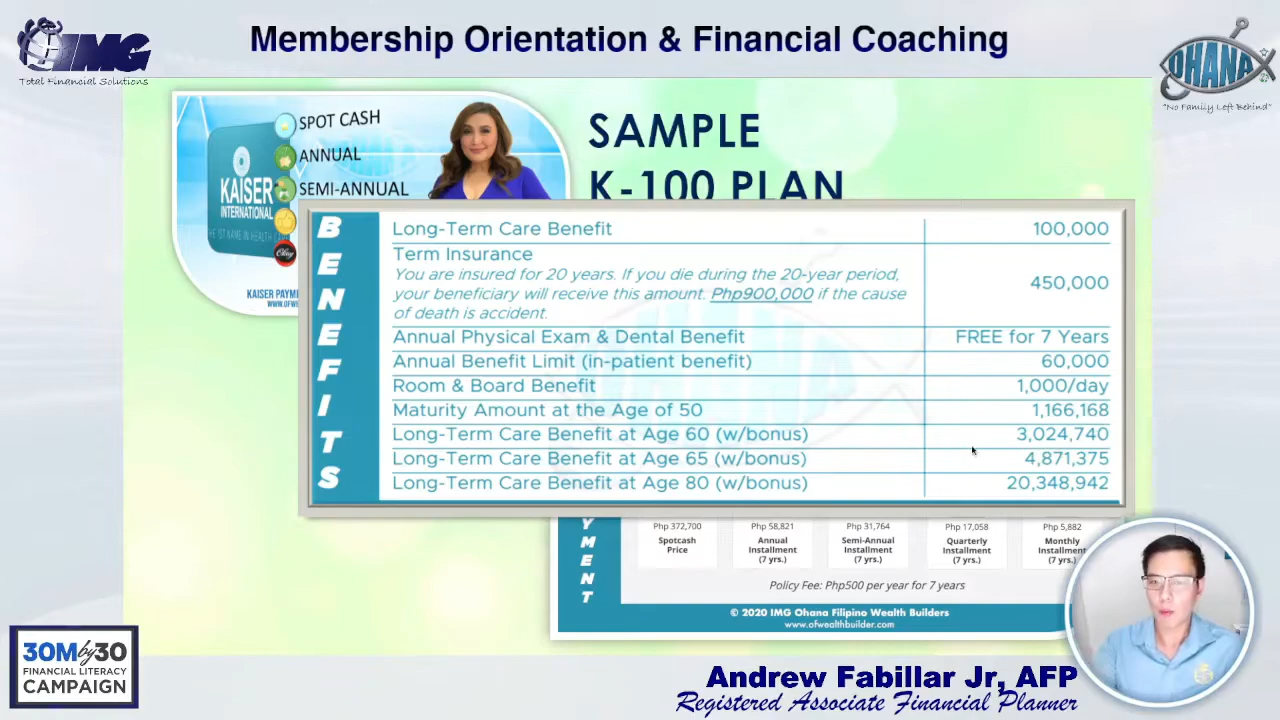 IMG
Total Financial Solutions
Membership Orientation & Financial Coaching
OHANA
"No Family Left Behind"
SPOT CASH
ANNUAL
SEMI-ANNUAL
KAISER
INTERNATIONAL
KAISER PAYM
WWW.OFW
SAMPLE
K-100 PLAN
BENEFITS
Long-Term Care Benefit 100,000
Term Insurance
You are insured for 20 years. If you die during the 20-year period,
your beneficiary will receive this amount. Php900,000 if the cause
of death is accident.
450,000
Annual Physical Exam & Dental Benefit FREE for 7 Years
Annual Benefit Limit (in-patient benefit) 60,000
Room & Board Benefit 1,000/day
Maturity Amount at the Age of 50 1,166,168
Long-Term Care Benefit at Age 60 (w/bonus) 3,024,740
Long-Term Care Benefit at Age 65 (w/bonus) 4,871,375
Long-Term Care Benefit at Age 80 (w/bonus) 20,348,942
YMENT
Php 372,700 Php 58,821 Php 31,764 Php 17,058 Php 5,882
Spotcash Annual Semi-Annual Quarterly Monthly
Price Installment Installment Installment Installment
(7 yrs.) (7 yrs.) (7 yrs.) (7 yrs.)
Policy Fee: Php500 per year for 7 years
© 2020 IMG Ohana Filipino Wealth Builders
www.ofwealthbuilder.com
30M by 30
FINANCIAL LITERACY
CAMPAIGN
Andrew Fabillar Jr, AFP
Registered Associate Financial Planner